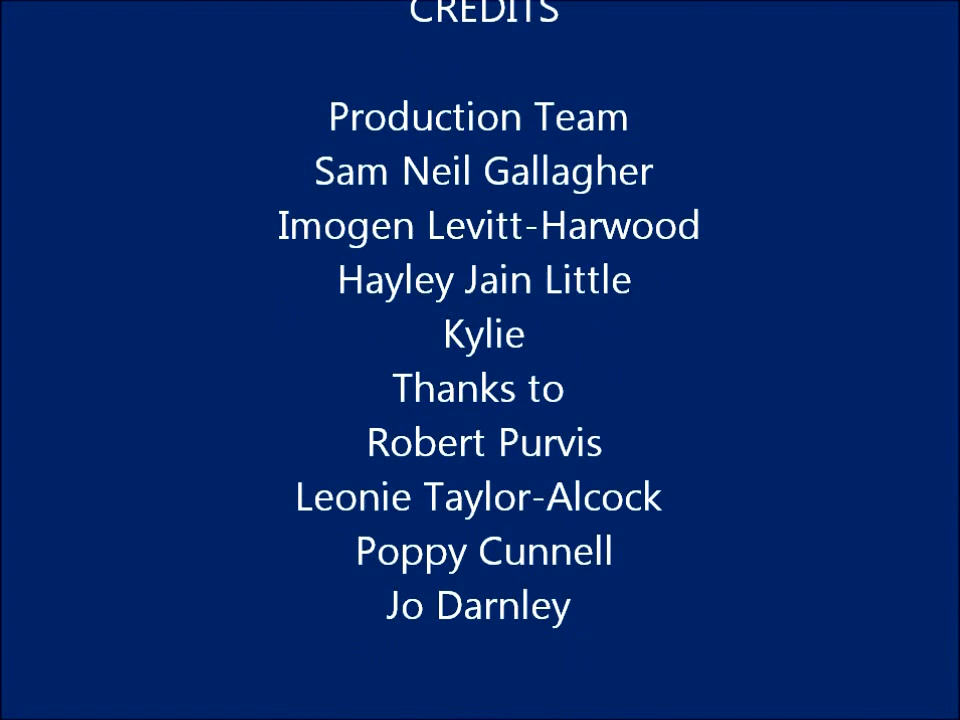 CREDITS
Production Team
Sam Neil Gallagher
Imogen Levitt-Harwood
Hayley Jain Little
Kylie
Thanks to
Robert Purvis
Leonie Taylor-Alcock
Poppy Cunnell
Jo Darnley